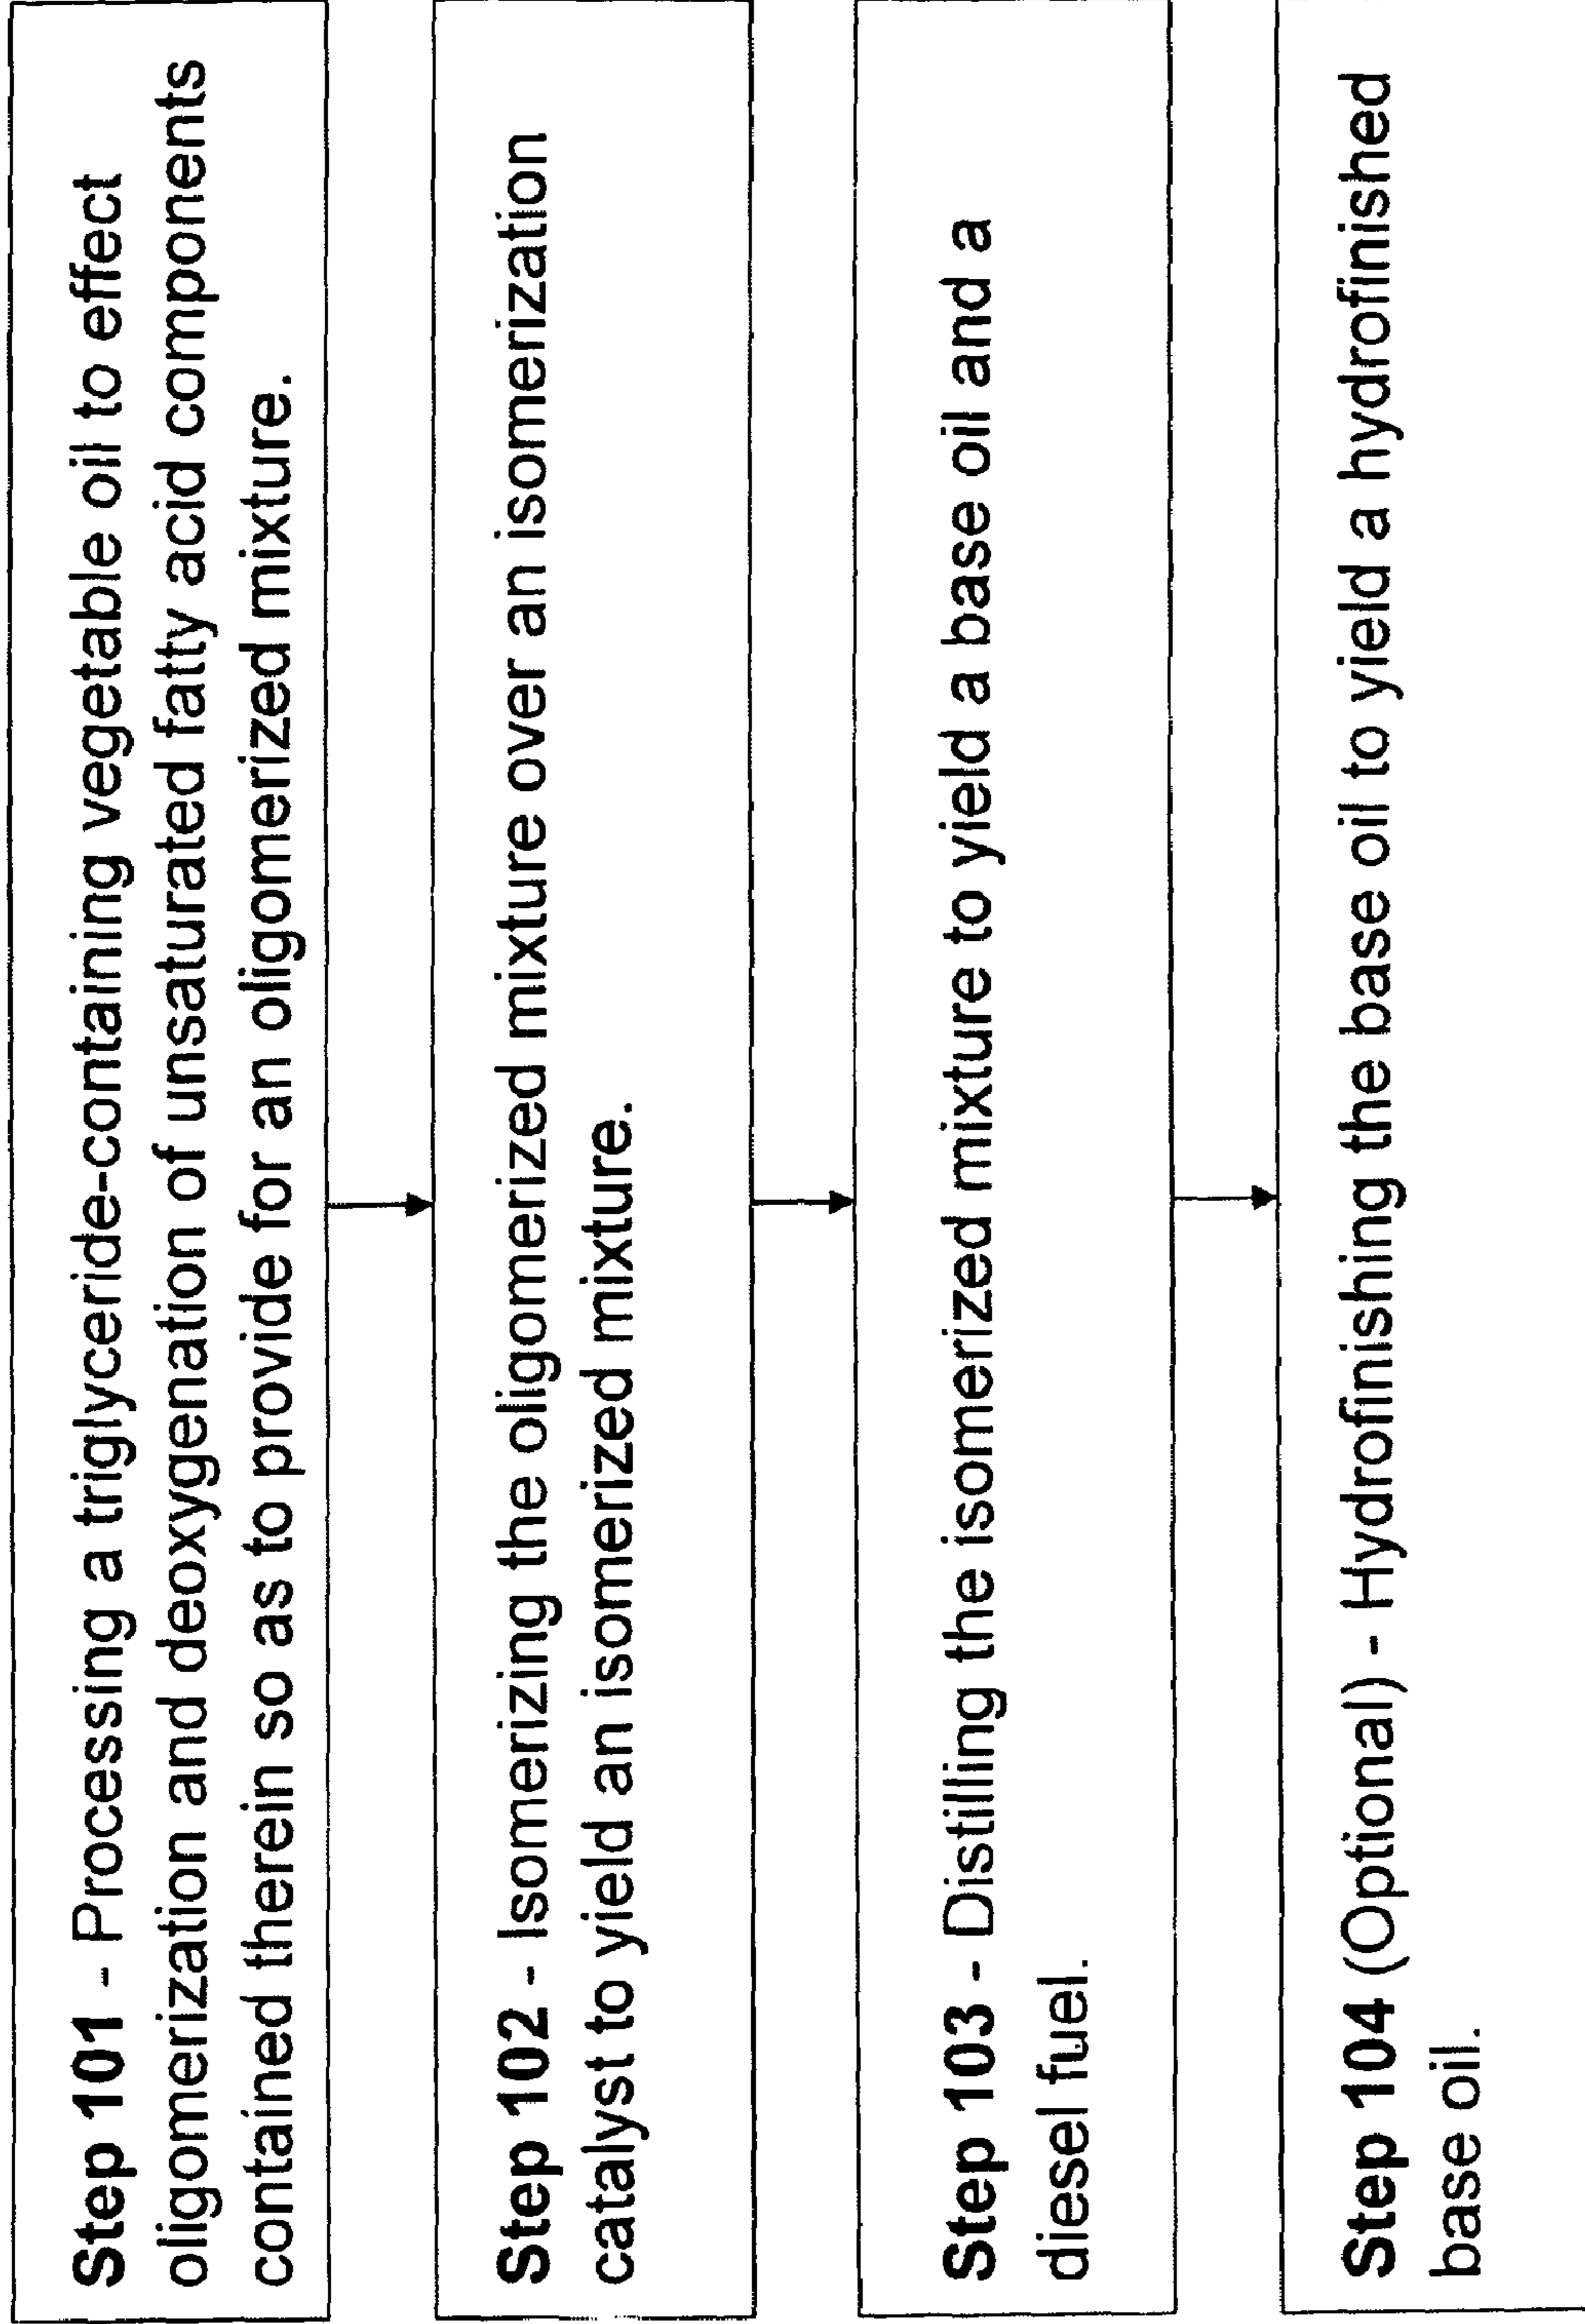 Step 101 - Processing a triglyceride-containing vegetable oil to effect
oligomerization and deoxygenation of unsaturated fatty acid components
contained therein so as to provide for an oligomerized mixture.
Step 102 - Isomerizing the oligomerized mixture over an isomerization
catalyst to yield an isomerized mixture.
Step 103 - Distilling the isomerized mixture to yield a base oil and a
diesel fuel.
Step 104 (Optional) - Hydrofinishing the base oil to yield a hydrofinished
base oil.